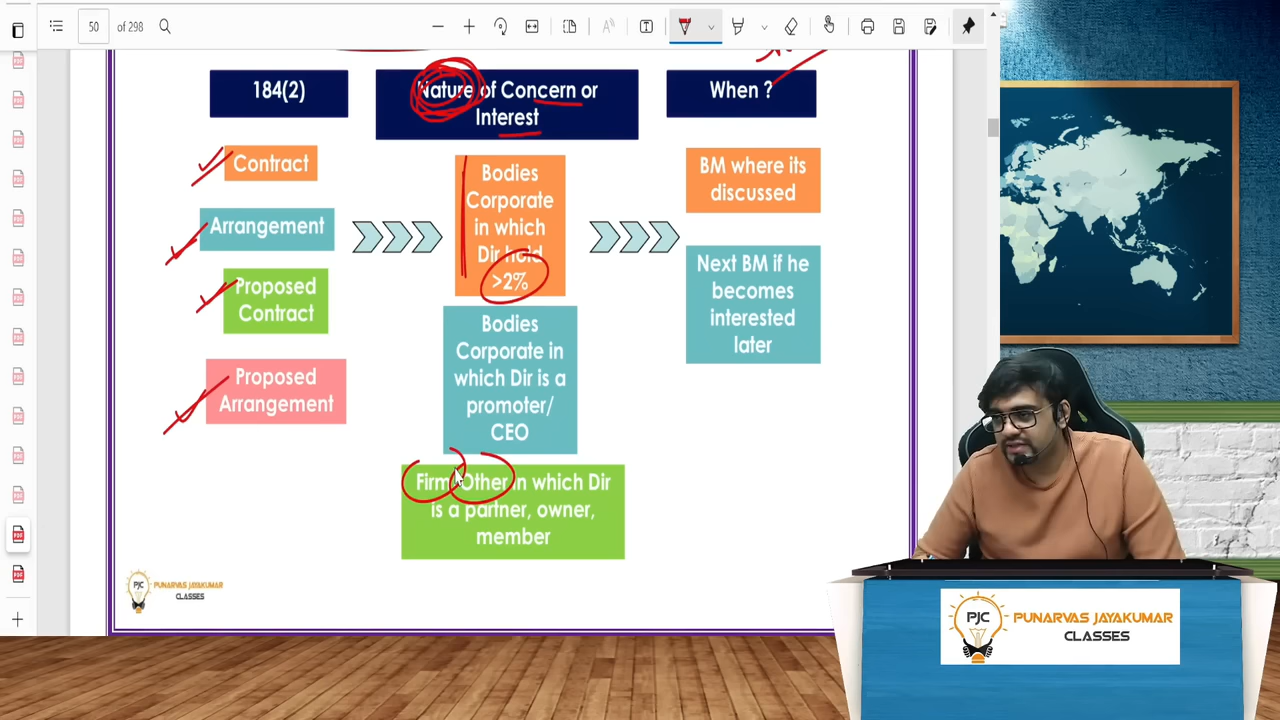 50
of 298
184(2)
Nature of Concern or
Interest
When ?
Contract
Arrangement
Proposed
Contract
Proposed
Arrangement
Bodies
Corporate
in which
Dir hold
>2%
Bodies
Corporate in
which Dir is a
promoter/
CEO
Firm Other in which Dir
is a partner, owner,
member
BM where its
discussed
Next BM if he
becomes
interested
later
PJC
PUNARVAS JAYAKUMAR
CLASSES
PJC
PUNARVAS JAYAKUMAR
CLASSES